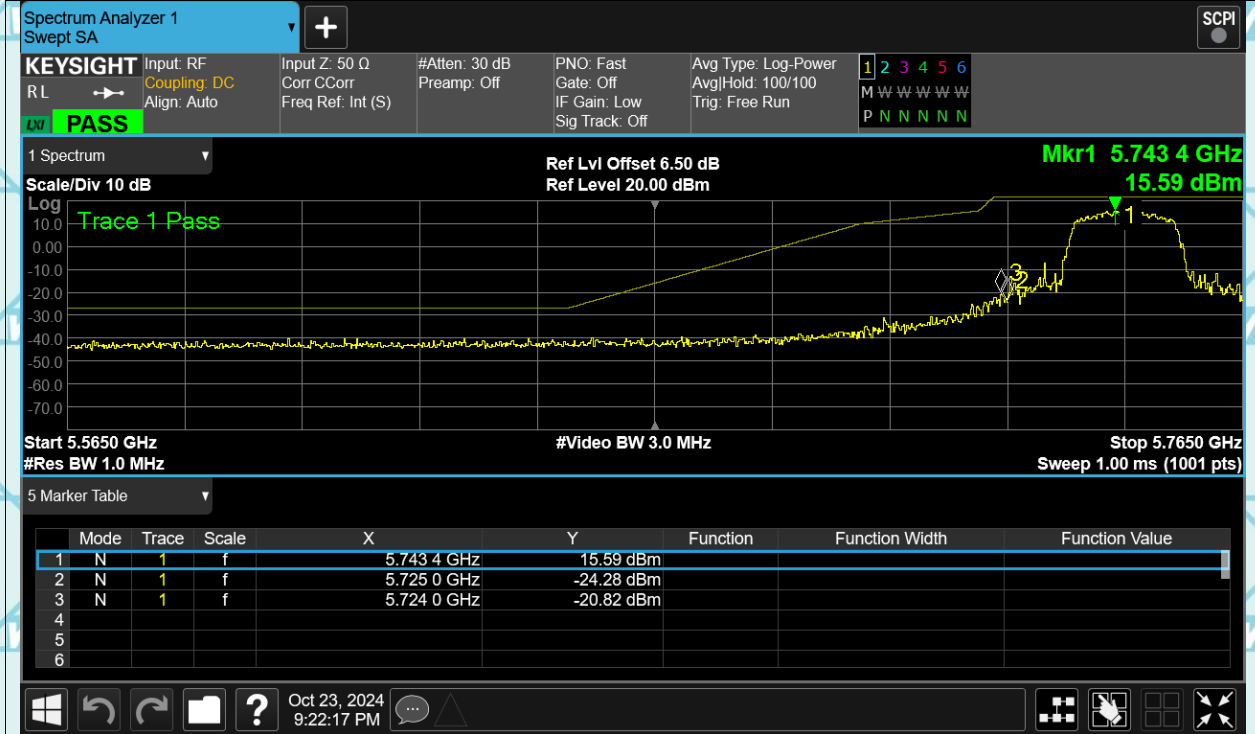 Spectrum Analyzer 1
Swept SA
SCPI
KEYSIGHT
R L
LXI
PASS
Input: RF
Coupling: DC
Align: Auto
Input Z: 50 Ω
Corr CCorr
Freq Ref: Int (S)
#Atten: 30 dB
Preamp: Off
PNO: Fast
Gate: Off
IF Gain: Low
Sig Track: Off
Avg Type: Log-Power
Avg|Hold: 100/100
Trig: Free Run
1 2 3 4 5 6
M W W W W W
P N N N N N
1 Spectrum
Scale/Div 10 dB
Ref Lvl Offset 6.50 dB
Ref Level 20.00 dBm
Mkr1 5.743 4 GHz
15.59 dBm
Log
Trace 1 Pass
10.0
0.00
-10.0
-20.0
-30.0
-40.0
-50.0
-60.0
-70.0
1
3
2
Start 5.5650 GHz
#Video BW 3.0 MHz
Stop 5.7650 GHz
#Res BW 1.0 MHz
Sweep 1.00 ms (1001 pts)
5 Marker Table
Mode Trace Scale X Y Function Function Width Function Value
1 N 1 f 5.743 4 GHz 15.59 dBm
2 N 1 f 5.725 0 GHz -24.28 dBm
3 N 1 f 5.724 0 GHz -20.82 dBm
4
5
6
?
Oct 23, 2024
9:22:17 PM